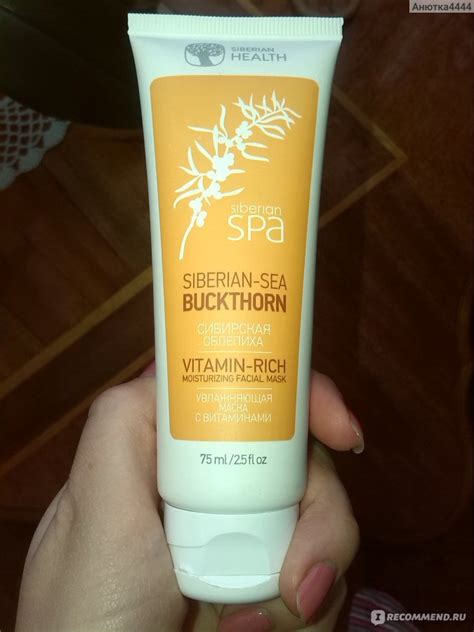 Анютка4444
SIBERIAN
HEALTH
siberian
spa
SIBERIAN-SEA
BUCKTHORN
СИБИРСКАЯ
ОБЛЕПИХА
VITAMIN-RICH
MOISTURIZING FACIAL MASK
УВЛАЖНЯЮЩАЯ
МАСКА
С ВИТАМИНАМИ
75 ml /2.5 fl oz
I RECOMMEND.RU